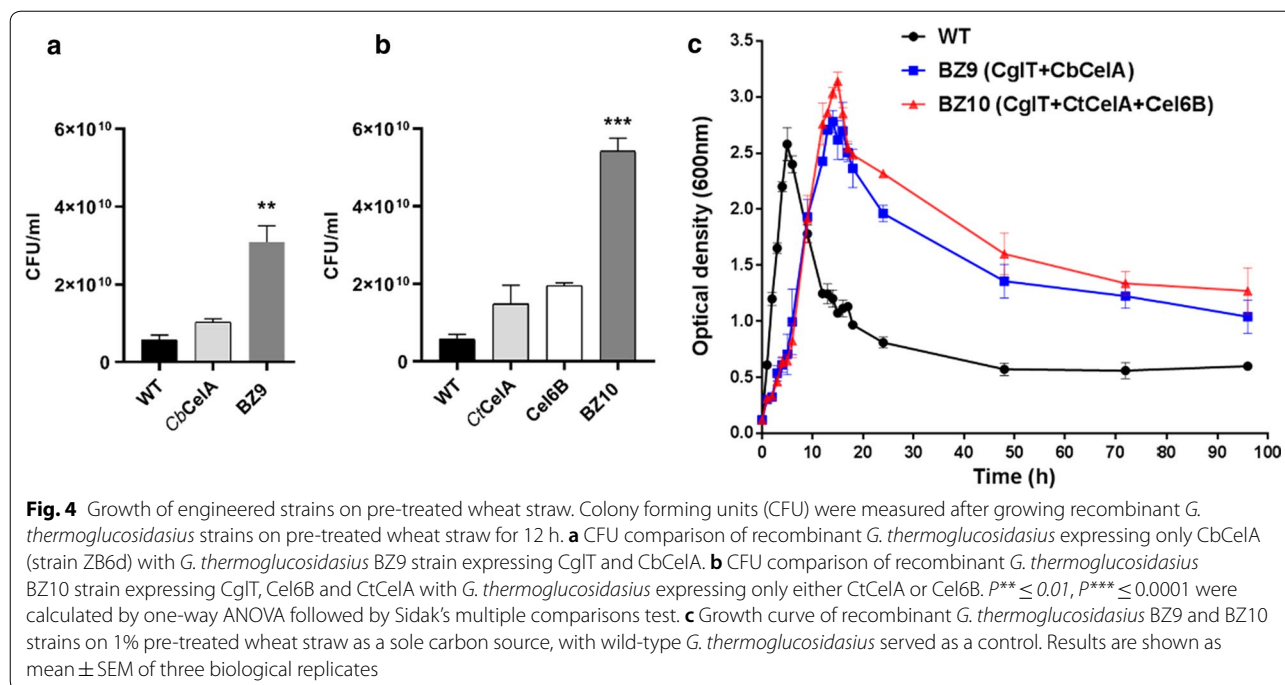 a
b
c
CFU/ml
6×10¹⁰
4×10¹⁰
2×10¹⁰
0
**
WT
CbCelA
BZ9
CFU/ml
6×10¹⁰
4×10¹⁰
2×10¹⁰
0
***
WT
CtCelA
Cel6B
BZ10
WT
BZ9 (CglT+CbCelA)
BZ10 (CglT+CtCelA+Cel6B)
Optical density (600nm)
3.5
3.0
2.5
2.0
1.5
1.0
0.5
0.0
0 10 20 30 40 50 60 70 80 90 100
Time (h)
Fig. 4 Growth of engineered strains on pre-treated wheat straw. Colony forming units (CFU) were measured after growing recombinant G.
thermoglucosidasius strains on pre-treated wheat straw for 12 h. a CFU comparison of recombinant G. thermoglucosidasius expressing only CbCelA
(strain ZB6d) with G. thermoglucosidasius BZ9 strain expressing CglT and CbCelA. b CFU comparison of recombinant G. thermoglucosidasius
BZ10 strain expressing CglT, Cel6B and CtCelA with G. thermoglucosidasius expressing only either CtCelA or Cel6B. P** ≤ 0.01, P*** ≤ 0.0001 were
calculated by one-way ANOVA followed by Sidak's multiple comparisons test. c Growth curve of recombinant G. thermoglucosidasius BZ9 and BZ10
strains on 1% pre-treated wheat straw as a sole carbon source, with wild-type G. thermoglucosidasius served as a control. Results are shown as
mean ± SEM of three biological replicates